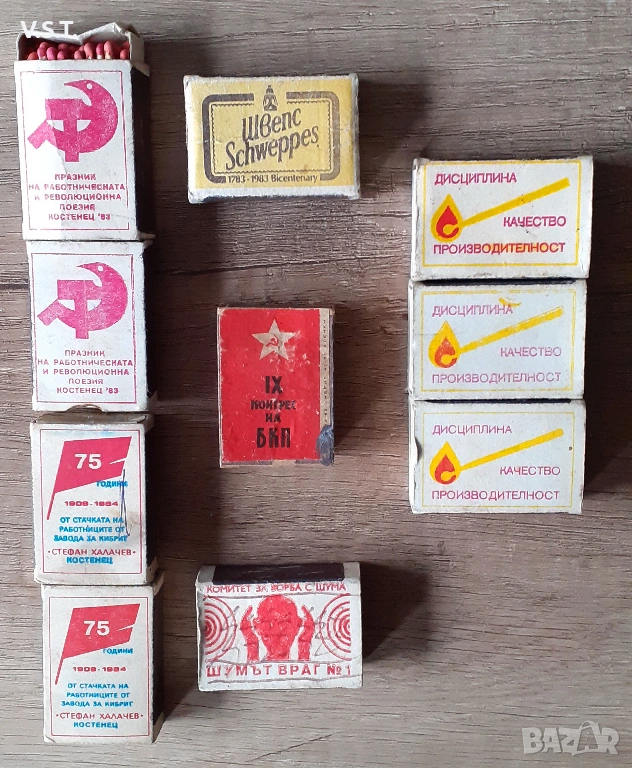 V.S.T.
ПРАЗНИК
НА РАБОТНИЧЕСКАТА
И РЕВОЛЮЦИОННА
ПОЕЗИЯ
КОСТЕНЕЦ '83
ПРАЗНИК
НА РАБОТНИЧЕСКАТА
И РЕВОЛЮЦИОННА
ПОЕЗИЯ
КОСТЕНЕЦ '83
75
ГОДИНИ
1909-1984
ОТ СТАЧКАТА НА
РАБОТНИЦИТЕ ОТ
ЗАВОДА ЗА КИБРИТ
"СТЕФАН ХАЛАЧЕВ"
КОСТЕНЕЦ
75
ГОДИНИ
1909-1984
ОТ СТАЧКАТА НА
РАБОТНИЦИТЕ ОТ
ЗАВОДА ЗА КИБРИТ
"СТЕФАН ХАЛАЧЕВ"
КОСТЕНЕЦ
Швепс
Schweppes
1783-1983 Bicentenary
IX
КОНГРЕС
НА
БКП
КОМИТЕТ ЗА БОРБА С ШУМА
ШУМЪТ ВРАГ №1
ДИСЦИПЛИНА
КАЧЕСТВО
ПРОИЗВОДИТЕЛНОСТ
ДИСЦИПЛИНА
КАЧЕСТВО
ПРОИЗВОДИТЕЛНОСТ
ДИСЦИПЛИНА
КАЧЕСТВО
ПРОИЗВОДИТЕЛНОСТ
BAZAR